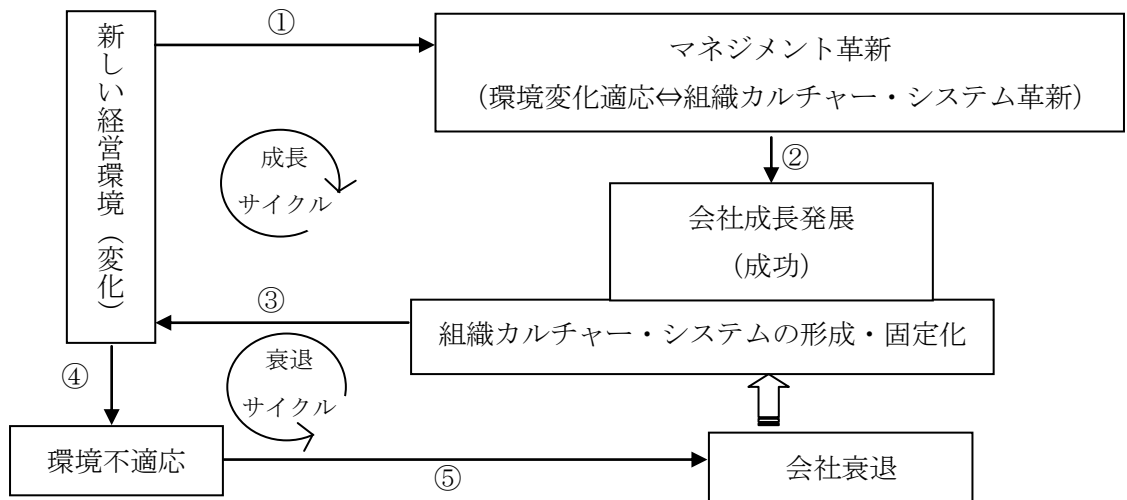 ①
新しい経営環境（変化）
マネジメント革新
（環境変化適応⇔組織カルチャー・システム革新）
②
成長
サイクル
会社成長発展
（成功）
③
組織カルチャー・システムの形成・固定化
衰退
サイクル
④
環境不適応
⑤
会社衰退